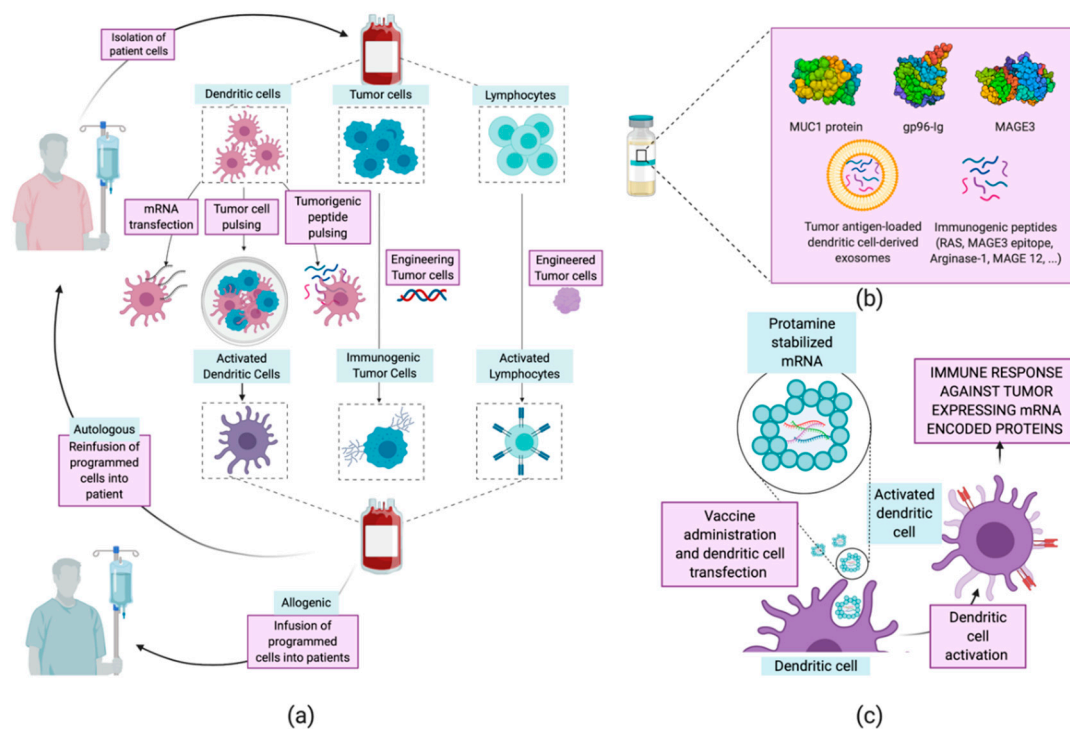 Isolation of
patient cells
Dendritic cells
Tumor cells
Lymphocytes
mRNA
transfection
Tumor cell
pulsing
Tumorigenic
peptide
pulsing
Engineering
Tumor cells
Engineered
Tumor cells
Activated
Dendritic Cells
Immunogenic
Tumor Cells
Activated
Lymphocytes
Autologous
Reinfusion of
programmed
cells into
patient
Allogenic
Infusion of
programmed
cells into patients
(a)
MUC1 protein
gp96-Ig
MAGE3
Tumor antigen-loaded
dendritic cell-derived
exosomes
Immunogenic peptides
(RAS, MAGE3 epitope,
Arginase-1, MAGE 12, ...)
(b)
Protamine
stabilized
mRNA
IMMUNE RESPONSE
AGAINST TUMOR
EXPRESSING mRNA
ENCODED PROTEINS
Vaccine
administration
and dendritic cell
transfection
Activated
dendritic
cell
Dendritic cell
Dendritic
cell
activation
(c)